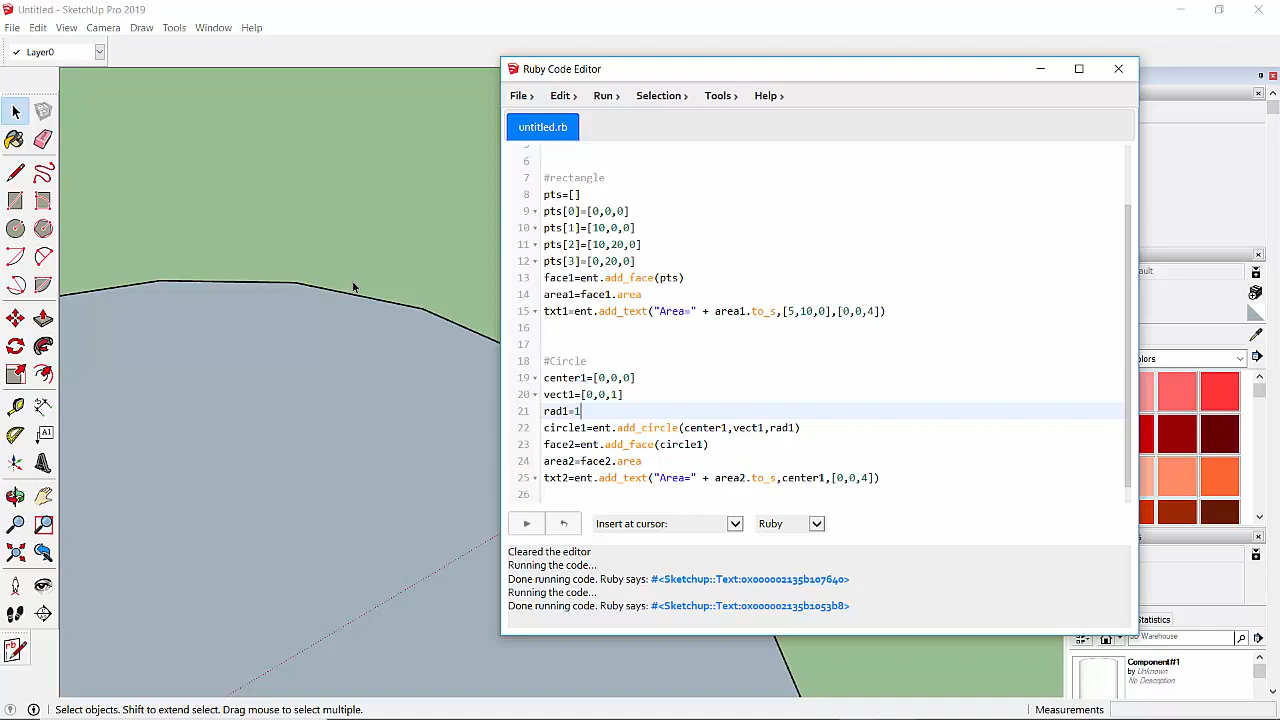 Untitled - SketchUp Pro 2019
File Edit View Camera Draw Tools Window Help
Layer0
Ruby Code Editor
File Edit Run Selection Tools Help
untitled.rb
5
6
7 #rectangle
8 pts=[]
9 pts[0]=[0,0,0]
10 pts[1]=[10,0,0]
11 pts[2]=[10,20,0]
12 pts[3]=[0,20,0]
13 face1=ent.add_face(pts)
14 area1=face1.area
15 txt1=ent.add_text("Area=" + area1.to_s,[5,10,0],[0,0,4])
16
17
18 #Circle
19 center1=[0,0,0]
20 vect1=[0,0,1]
21 rad1=1
22 circle1=ent.add_circle(center1,vect1,rad1)
23 face2=ent.add_face(circle1)
24 area2=face2.area
25 txt2=ent.add_text("Area=" + area2.to_s,center1,[0,0,4])
26
Insert at cursor: Ruby
Cleared the editor
Running the code...
Done running code. Ruby says: #<Sketchup::Text:0x000002135b107640>
Running the code...
Done running code. Ruby says: #<Sketchup::Text:0x000002135b1053b8>
ault
olors
s
Statistics
3D Warehouse
Component#1
by Unknown
No Description
Select objects. Shift to extend select. Drag mouse to select multiple.
Measurements